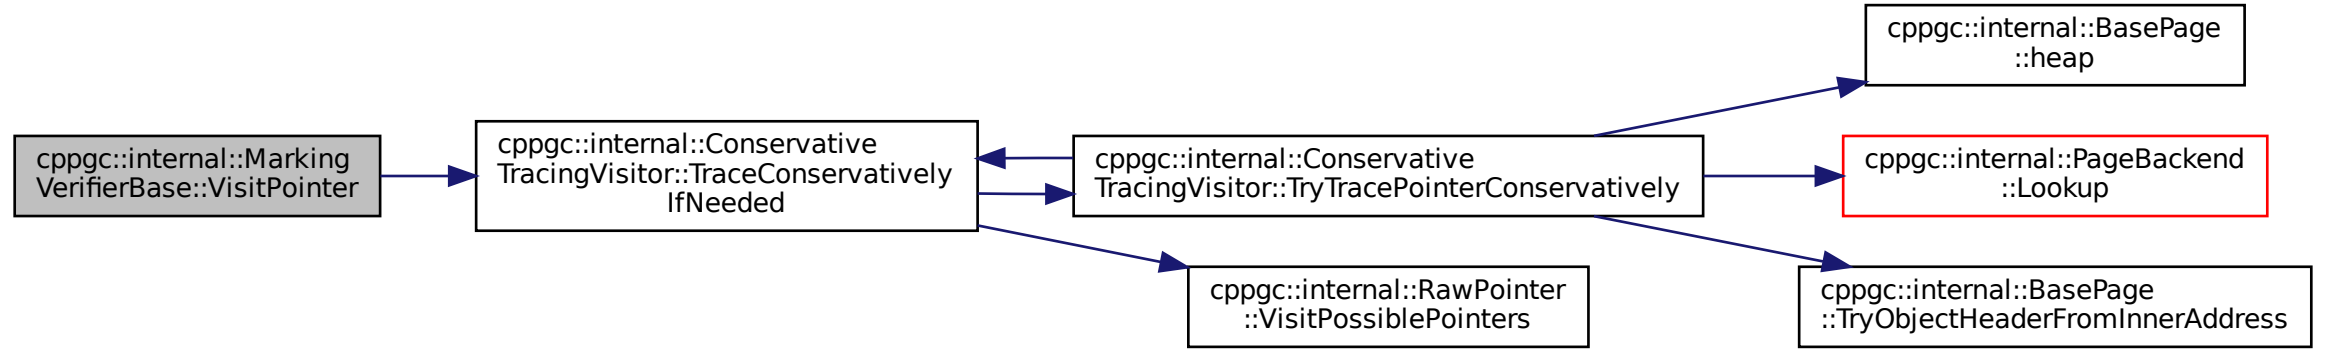 cppgc::internal::Marking
VerifierBase::VisitPointer
cppgc::internal::Conservative
TracingVisitor::TraceConservatively
IfNeeded
cppgc::internal::Conservative
TracingVisitor::TryTracePointerConservatively
cppgc::internal::BasePage
::heap
cppgc::internal::PageBackend
::Lookup
cppgc::internal::BasePage
::TryObjectHeaderFromInnerAddress
cppgc::internal::RawPointer
::VisitPossiblePointers